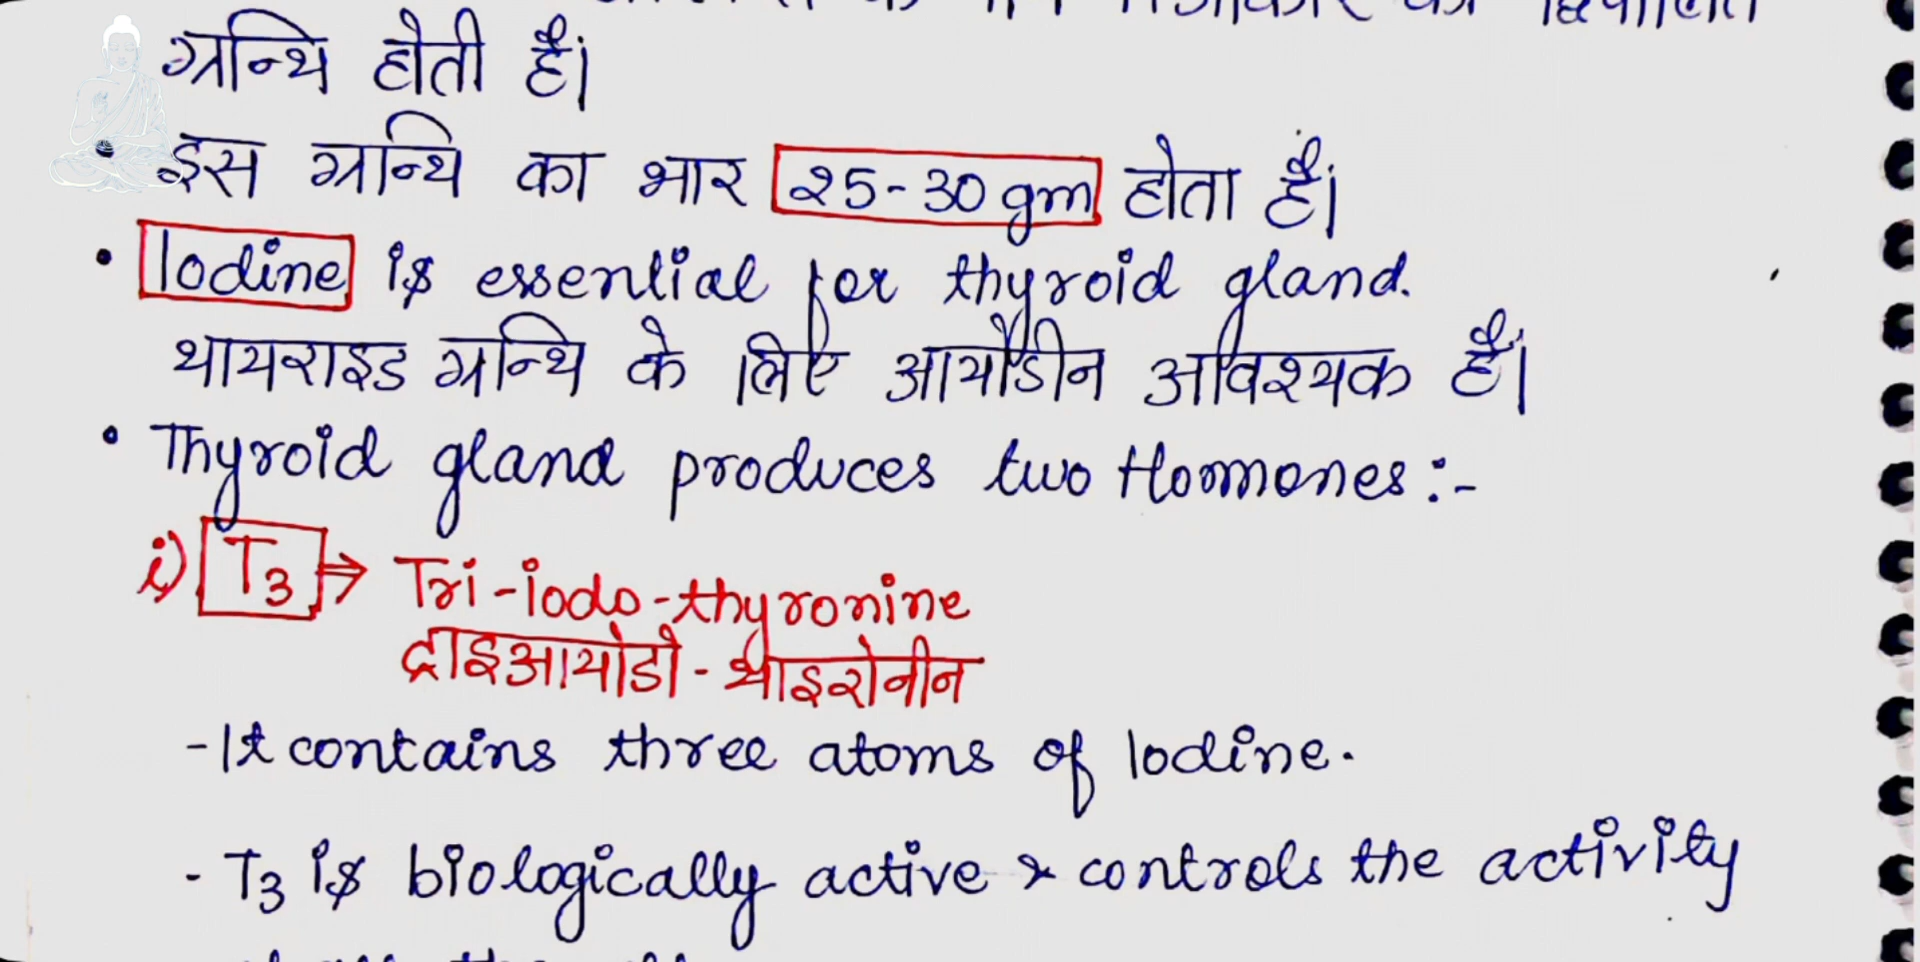 ग्रन्थि होती है।
इस ग्रन्थि का भार 25-30 gm होता है।
• Iodine is essential for thyroid gland.
थायराइड ग्रन्थि के लिए आयोडीन आवश्यक है।
• Thyroid gland produces two Hormones :-
i) T3 → Tri-iodo-thyronine
ट्राइआयोडो-थाइरोनीन
- It contains three atoms of Iodine.
- T3 is biologically active & controls the activity